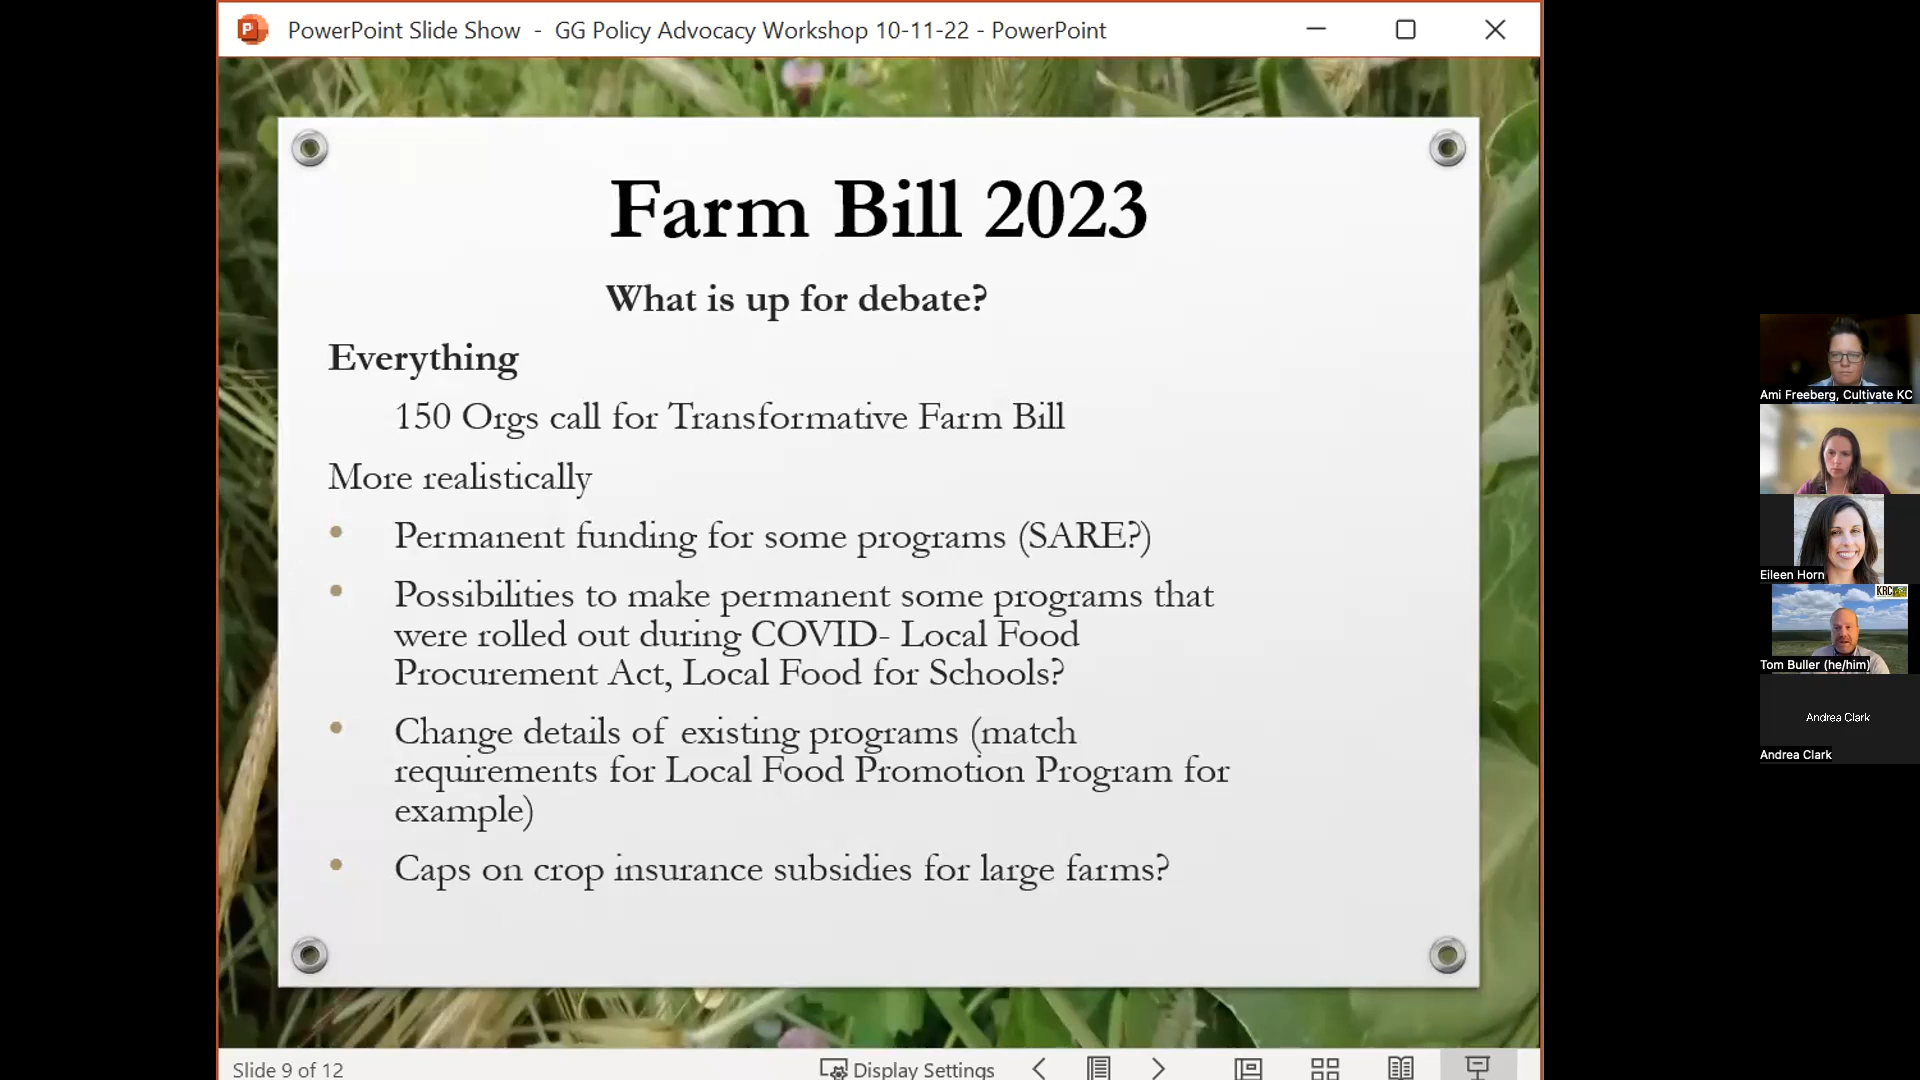 PowerPoint Slide Show - GG Policy Advocacy Workshop 10-11-22 - PowerPoint
Farm Bill 2023
What is up for debate?
Everything
150 Orgs call for Transformative Farm Bill
More realistically
• Permanent funding for some programs (SARE?)
• Possibilities to make permanent some programs that
were rolled out during COVID- Local Food
Procurement Act, Local Food for Schools?
• Change details of existing programs (match
requirements for Local Food Promotion Program for
example)
• Caps on crop insurance subsidies for large farms?
Slide 9 of 12
Display Settings
Ami Freeberg, Cultivate KC
Eileen Horn
KRC
Tom Buller (he/him)
Andrea Clark
Andrea Clark